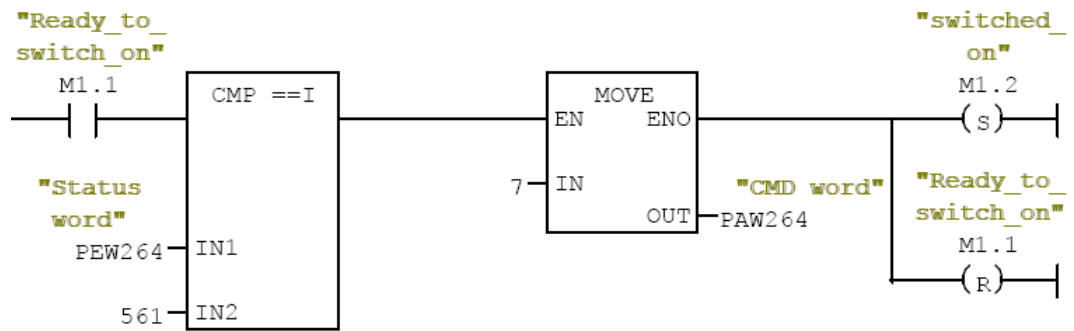 "Ready_to_
switch_on"
M1.1
CMP ==I
"Status
word"
PEW264
IN1
561
IN2
MOVE
EN
ENO
7
IN
"CMD word"
OUT
PAW264
"switched_
on"
M1.2
S
"Ready_to_
switch_on"
M1.1
R